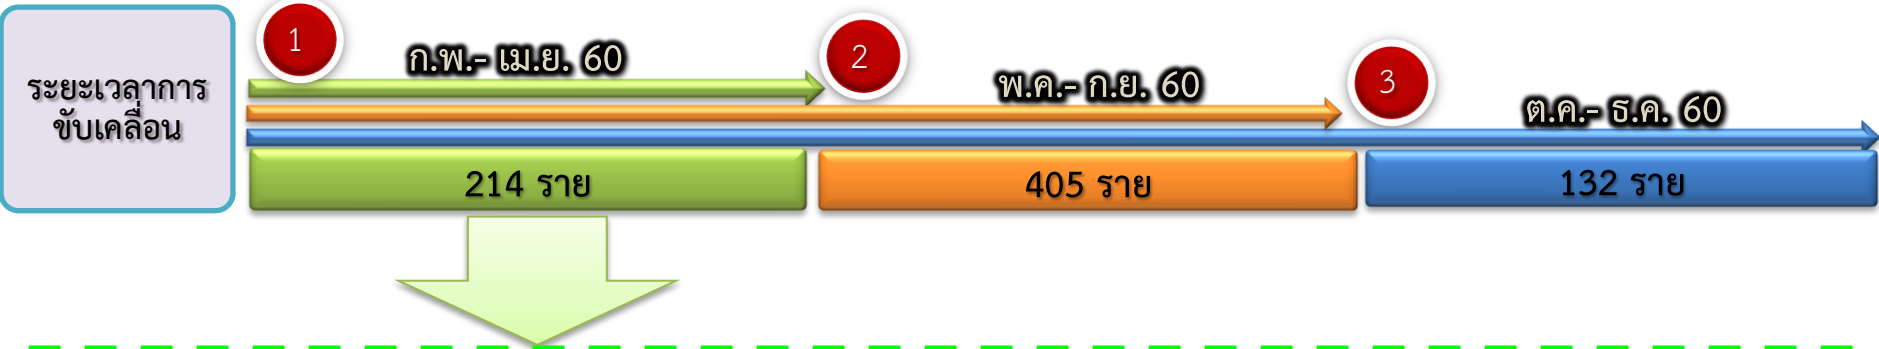 ระยะเวลาการ
ขับเคลื่อน
1
ก.พ.- เม.ย. 60
2
พ.ค.- ก.ย. 60
3
ต.ค.- ธ.ค. 60
214 ราย
405 ราย
132 ราย